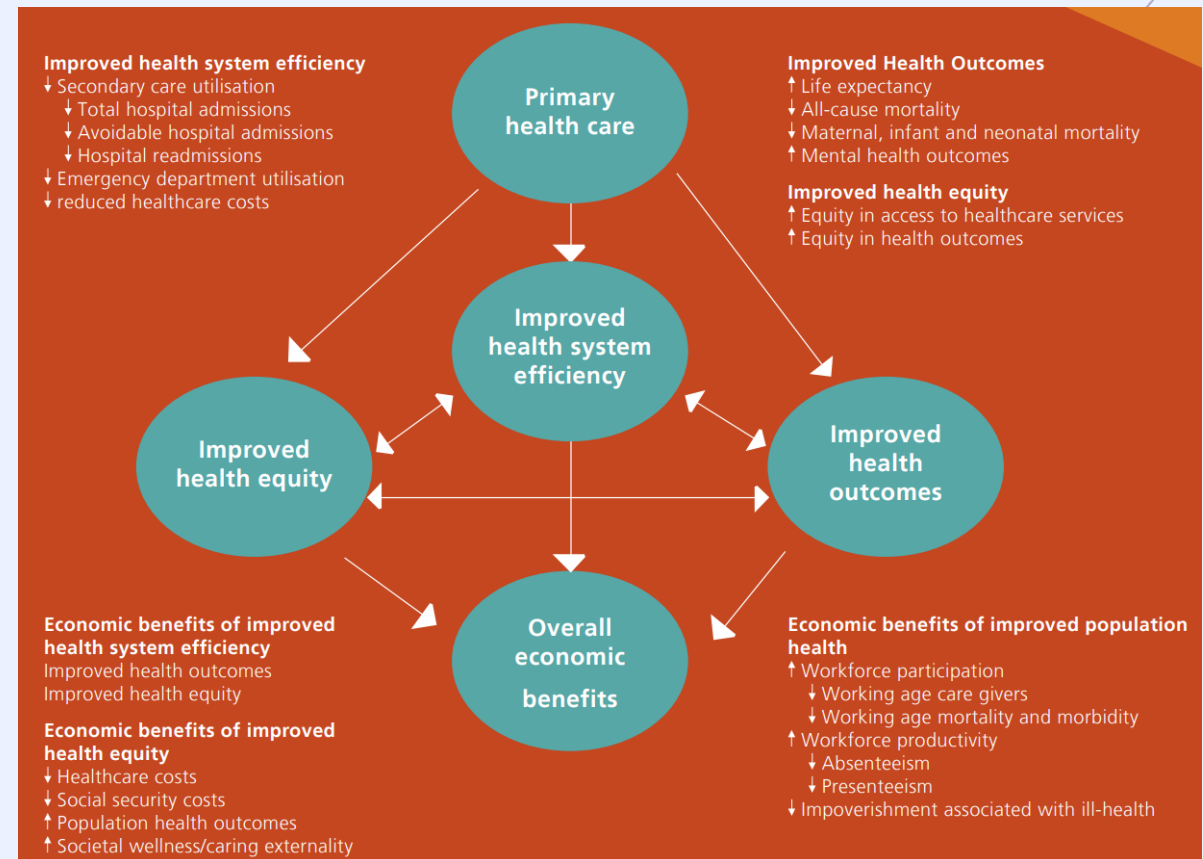 Improved health system efficiency
↓ Secondary care utilisation
↓ Total hospital admissions
↓ Avoidable hospital admissions
↓ Hospital readmissions
↓ Emergency department utilisation
↓ reduced healthcare costs
Primary
health care
Improved Health Outcomes
↑ Life expectancy
↓ All-cause mortality
↓ Maternal, infant and neonatal mortality
↑ Mental health outcomes
Improved health equity
↑ Equity in access to healthcare services
↑ Equity in health outcomes
Improved
health system
efficiency
Improved
health equity
Improved
health
outcomes
Overall
economic
benefits
Economic benefits of improved
health system efficiency
Improved health outcomes
Improved health equity
Economic benefits of improved
health equity
↓ Healthcare costs
↓ Social security costs
↑ Population health outcomes
↑ Societal wellness/caring externality
Economic benefits of improved population
health
↑ Workforce participation
↓ Working age care givers
↓ Working age mortality and morbidity
↑ Workforce productivity
↓ Absenteeism
↓ Presenteeism
↓ Impoverishment associated with ill-health